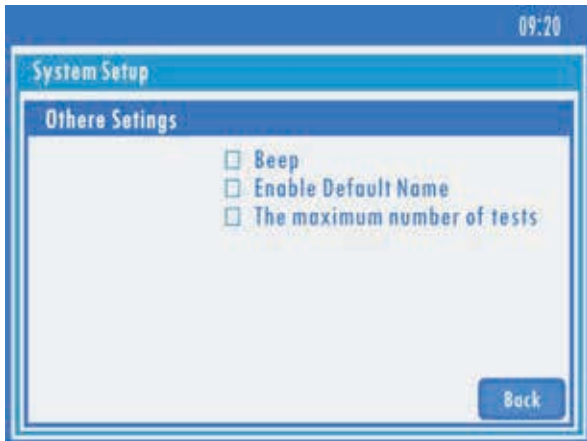 09:20
System Setup
Othere Setings
Beep
Enable Default Name
The maximum number of tests
Back